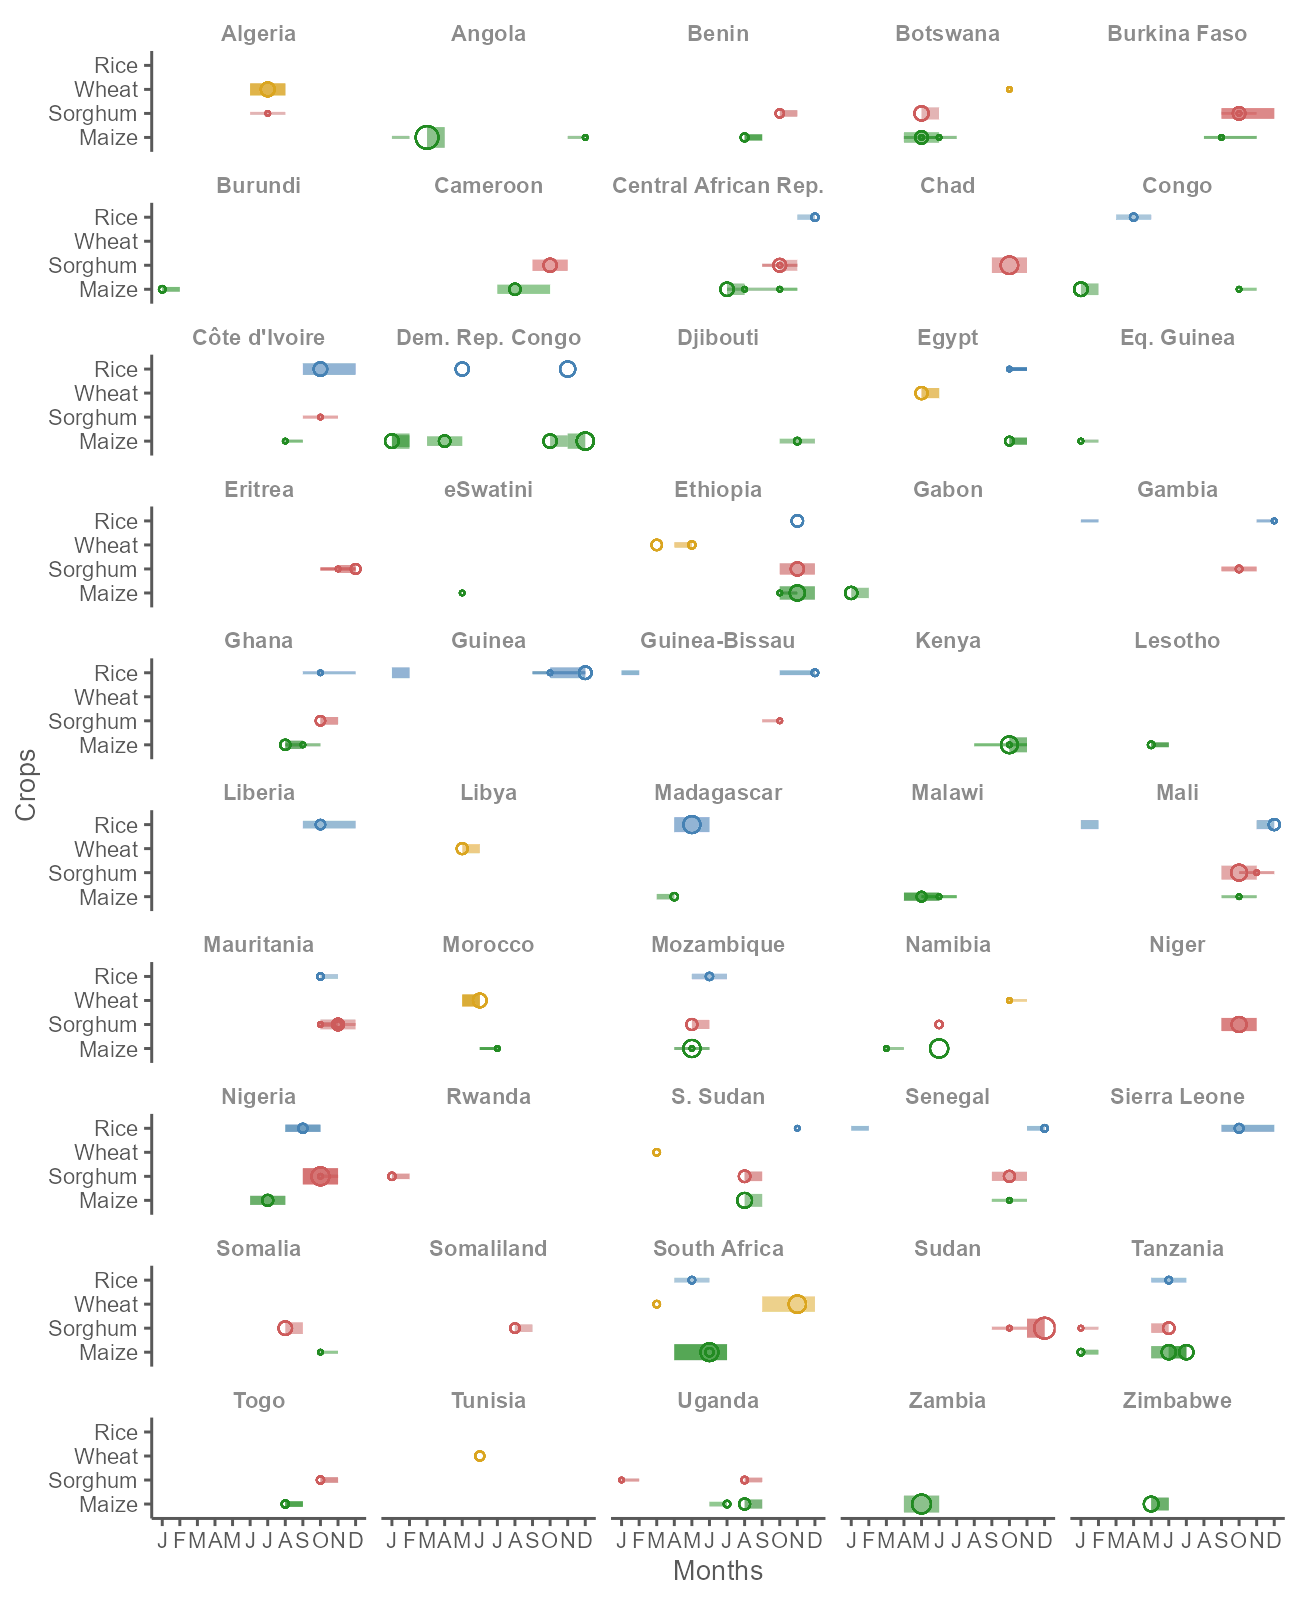 Algeria Angola Benin Botswana Burkina Faso
Rice
Wheat
Sorghum
Maize
Burundi Cameroon Central African Rep. Chad Congo
Rice
Wheat
Sorghum
Maize
Côte d'Ivoire Dem. Rep. Congo Djibouti Egypt Eq. Guinea
Rice
Wheat
Sorghum
Maize
Eritrea eSwatini Ethiopia Gabon Gambia
Rice
Wheat
Sorghum
Maize
Ghana Guinea Guinea-Bissau Kenya Lesotho
Rice
Wheat
Sorghum
Maize
Crops
Liberia Libya Madagascar Malawi Mali
Rice
Wheat
Sorghum
Maize
Mauritania Morocco Mozambique Namibia Niger
Rice
Wheat
Sorghum
Maize
Nigeria Rwanda S. Sudan Senegal Sierra Leone
Rice
Wheat
Sorghum
Maize
Somalia Somaliland South Africa Sudan Tanzania
Rice
Wheat
Sorghum
Maize
Togo Tunisia Uganda Zambia Zimbabwe
Rice
Wheat
Sorghum
Maize
J F M A M J J A S O N D J F M A M J J A S O N D J F M A M J J A S O N D J F M A M J J A S O N D J F M A M J J A S O N D
Months